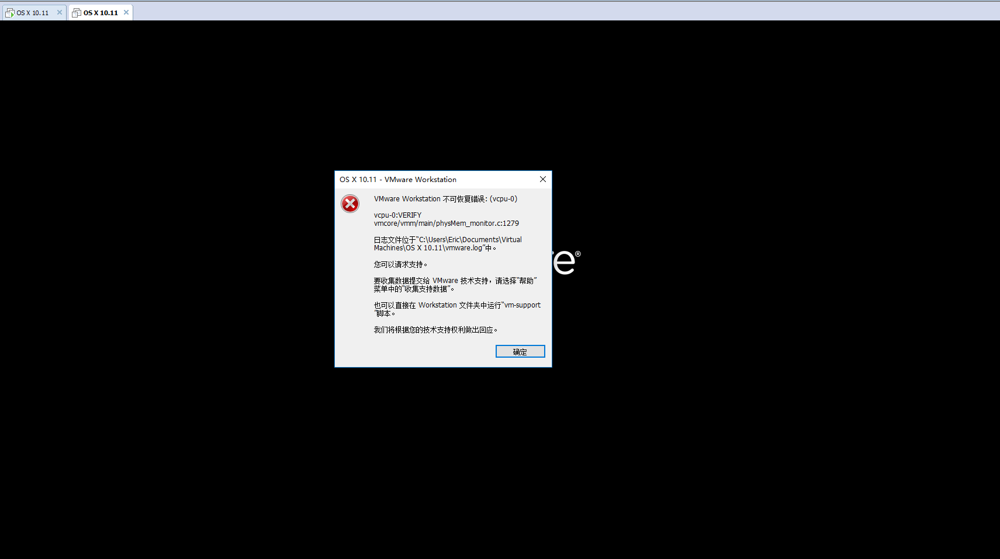 OS X 10.11
OS X 10.11
OS X 10.11 - VMware Workstation
VMware Workstation 不可恢复错误: (vcpu-0)
vcpu-0:VERIFY
vmcore/vmm/main/physMem_monitor.c:1279
日志文件位于“C:\Users\Eric\Documents\Virtual
Machines\OS X 10.11\vmware.log”中。
您可以请求支持。
要收集数据提交给 VMware 技术支持，请选择“帮助”
菜单中的“收集支持数据”。
也可以直接在 Workstation 文件夹中运行“vm-support
”脚本。
我们将根据您的技术支持权利做出回应。
确定
e®